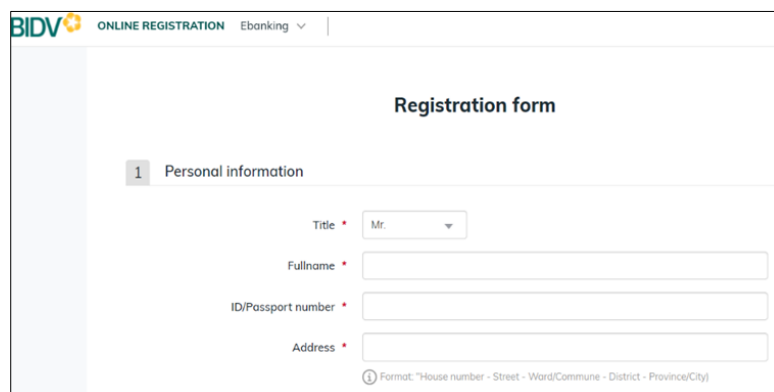 BIDV ONLINE REGISTRATION Ebanking
Registration form
1 Personal information
Title * Mr.
Fullname *
ID/Passport number *
Address *
Format: "House number - Street - Ward/Commune - District - Province/City)